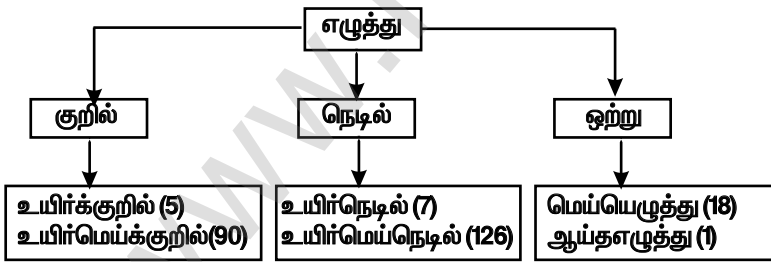 எழுத்து
குறில்
நெடில்
ஒற்று
உயிர்க்குறில் (5)
உயிர்மெய்க்குறில்(90)
உயிர்நெடில் (7)
உயிர்மெய்நெடில் (126)
மெய்யெழுத்து (18)
ஆய்தஎழுத்து (1)